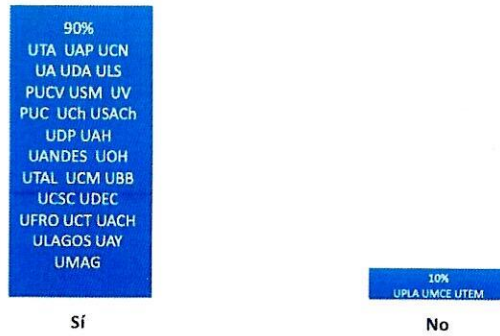 90%
UTA UAP UCN
UA UDA ULS
PUCV USM UV
PUC UCh USACh
UDP UAH
UANDES UOH
UTAL UCM UBB
UCSC UDEC
UFRO UCT UACH
ULAGOS UAY
UMAG
10%
UPLA UMCE UTEM
Sí
No